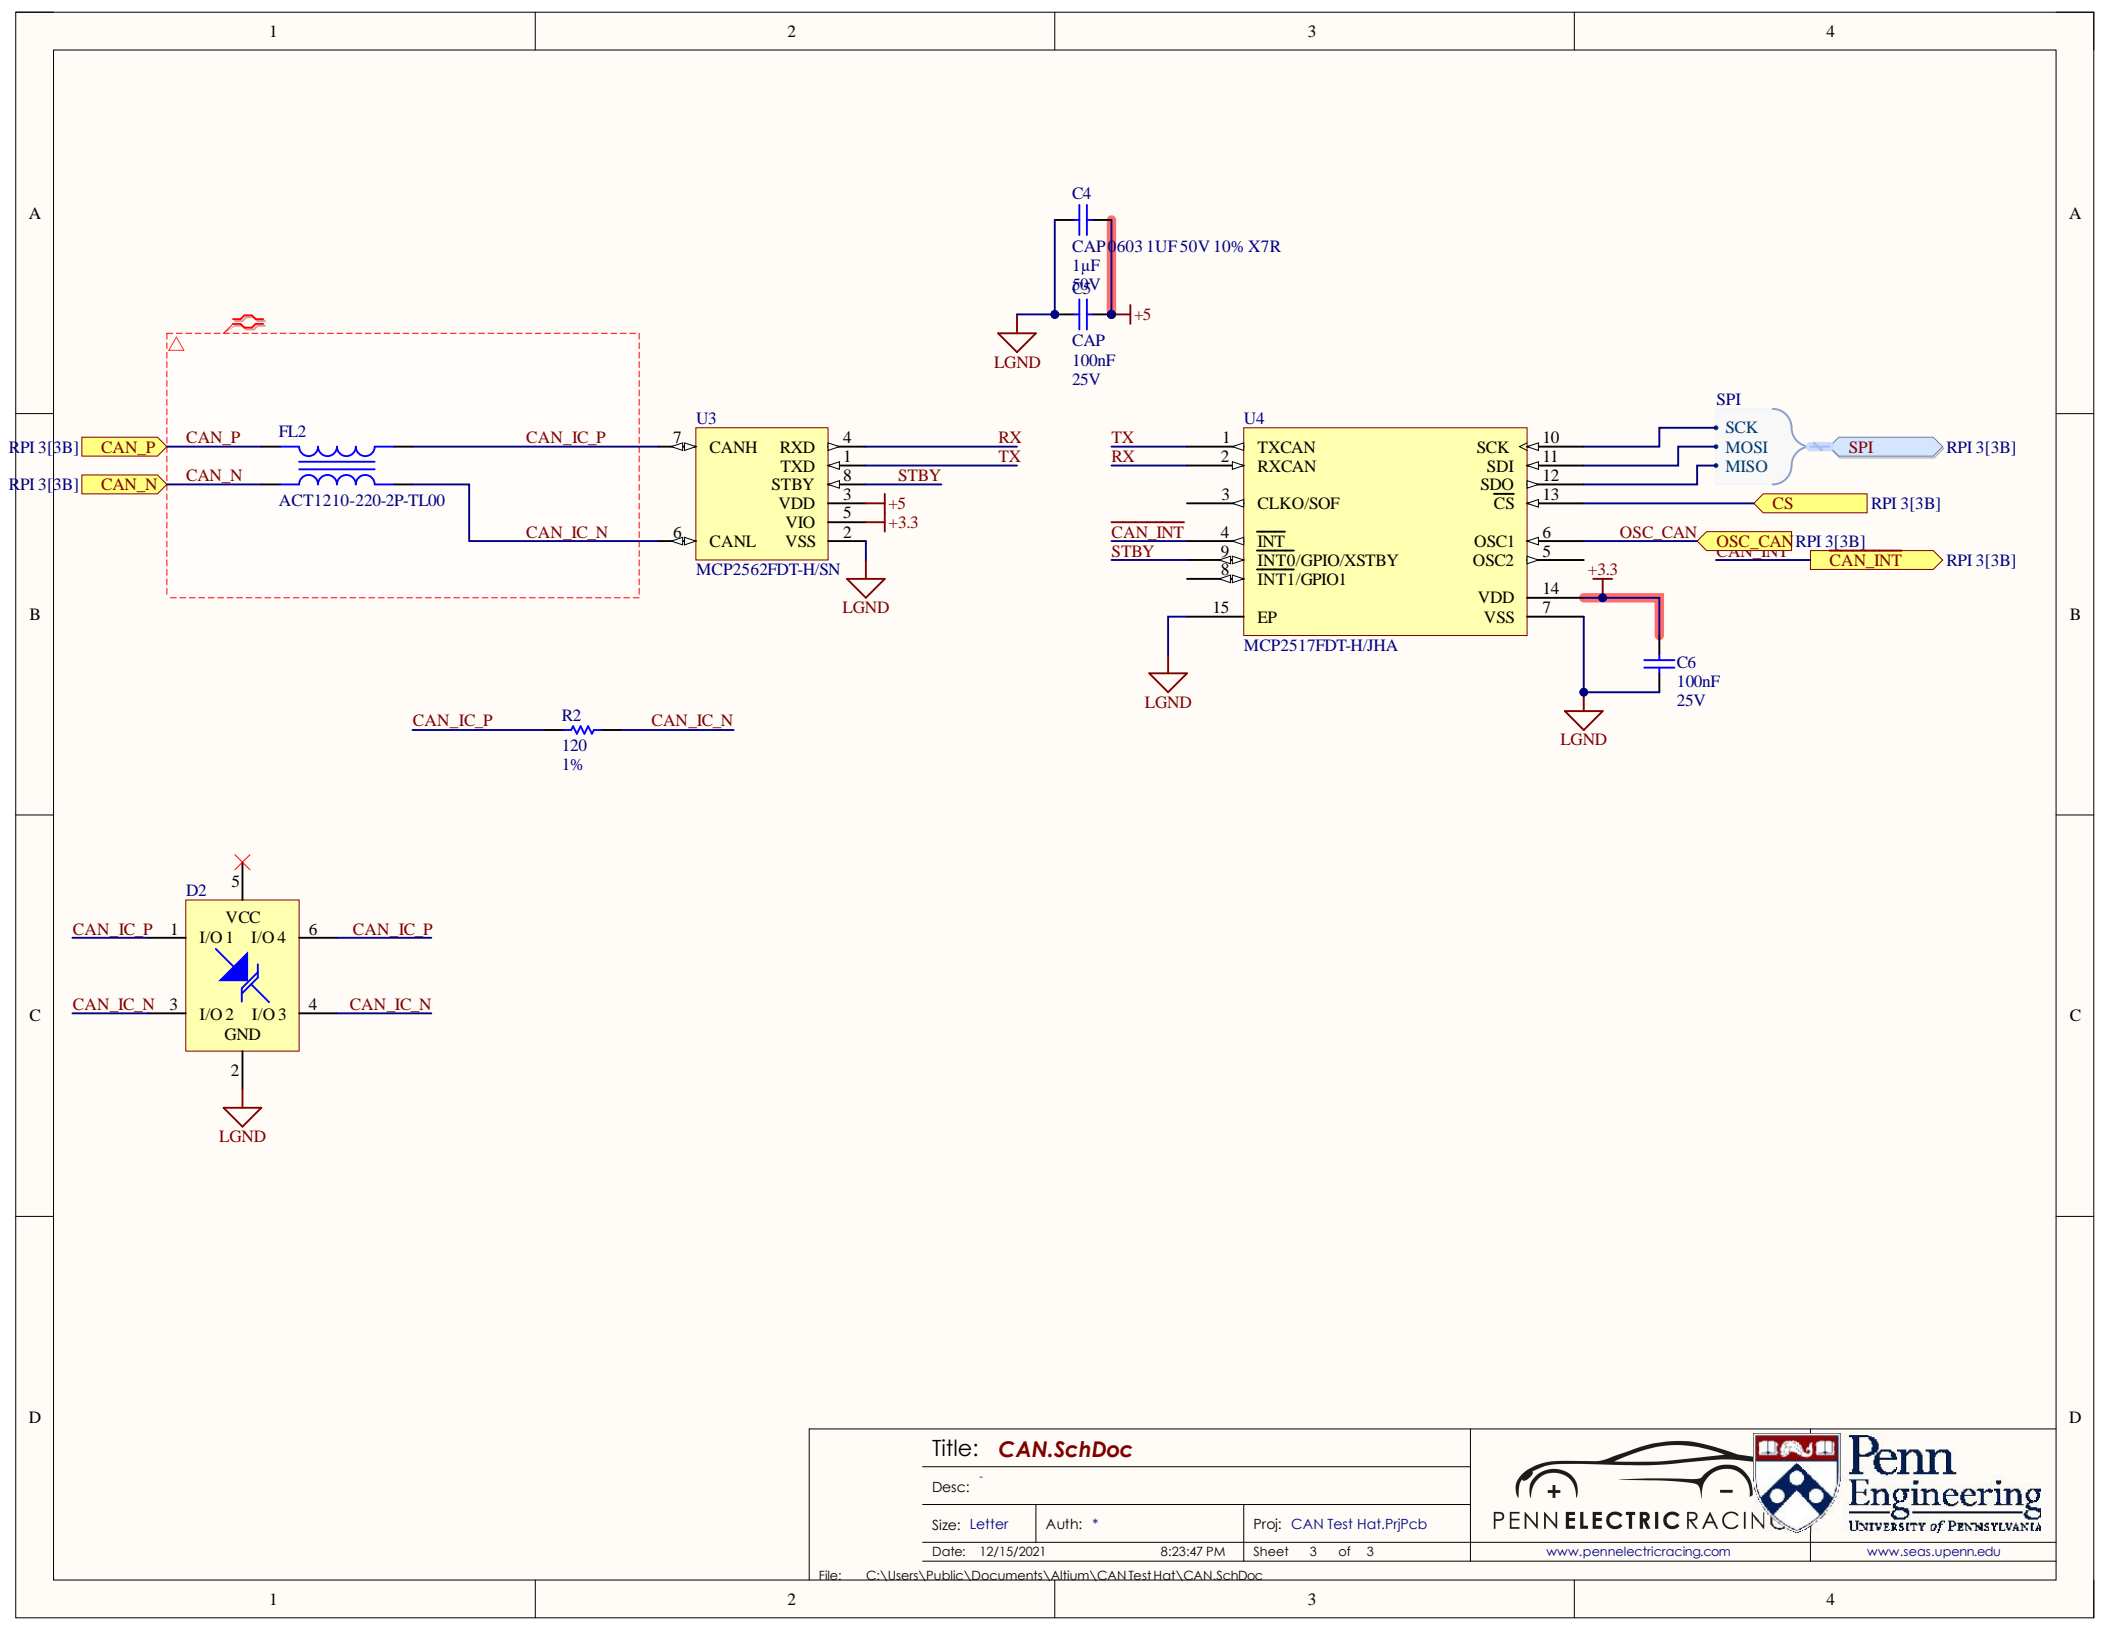 1 2 3 4
A A
C4
CAP 0603 1UF 50V 10% X7R
1µF
50V
C5
+5
CAP
100nF
25V
LGND
SPI
U3
U4
RPI 3[3B] CAN_P CAN_P FL2 CAN_IC_P 7 CANH RXD 4 RX
TX 1 TXCAN SCK 10 SCK
RPI 3[3B] CAN_N CAN_N ACT1210-220-2P-TL00
TXD 1 TX
RX 2 RXCAN SDI 11 MOSI SPI RPI 3[3B]
STBY 8 STBY
SDO 12 MISO
VDD 3 +5
3 CLKO/SOF CS 13 CS RPI 3[3B]
VIO 5 +3.3
CAN_IC_N 6 CANL VSS 2
CAN_INT 4 INT OSC1 6 OSC_CAN OSC_CAN RPI 3[3B]
STBY 9 INT0/GPIO/XSTBY OSC2 5 CAN_INT CAN_INT RPI 3[3B]
MCP2562FDT-H/SN
8 INT1/GPIO1
+3.3
LGND
VDD 14
B B
15 EP VSS 7
MCP2517FDT-H/JHA
C6
100nF
25V
LGND
LGND
CAN_IC_P R2 CAN_IC_N
120
1%
5
D2
VCC
CAN_IC_P 1 I/O 1 I/O 4 6 CAN_IC_P
CAN_IC_N 3 I/O 2 I/O 3 4 CAN_IC_N
GND
2
LGND
C C
D D
Title: CAN.SchDoc
Desc: -
Size: Letter Auth: * Proj: CAN Test Hat.PrjPcb
Date: 12/15/2021 8:23:47 PM Sheet 3 of 3
File: C:\Users\Public\Documents\Altium\CAN Test Hat\CAN.SchDoc
+ −
PENN ELECTRIC RACING
www.pennelectricracing.com
Penn
Engineering
UNIVERSITY of PENNSYLVANIA
www.seas.upenn.edu
1 2 3 4